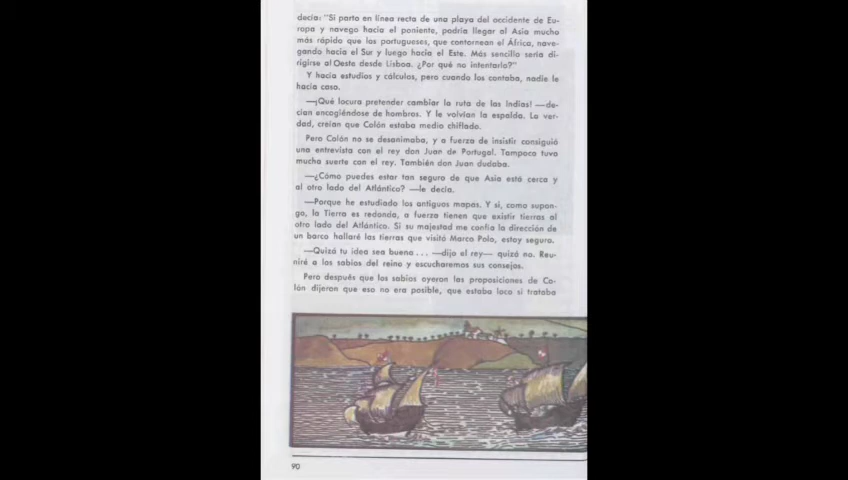 decía: "Si parto en línea recta de una playa del occidente de Eu-
ropa y navego hacia el poniente, podría llegar al Asia mucho
más rápido que los portugueses, que contornean el África, nave-
gando hacia el Sur y luego hacia el Este. Más sencillo sería di-
rigirse al Oeste desde Lisboa. ¿Por qué no intentarlo?"
Y hacía estudios y cálculos, pero cuando los contaba, nadie le
hacía caso.
—¡Qué locura pretender cambiar la ruta de las Indias! —de-
cían encogiéndose de hombros. Y le volvían la espalda. La ver-
dad, creían que Colón estaba medio chiflado.
Pero Colón no se desanimaba, y a fuerza de insistir consiguió
una entrevista con el rey don Juan de Portugal. Tampoco tuvo
mucha suerte con el rey. También don Juan dudaba.
—¿Cómo puedes estar tan seguro de que Asia está cerca y
al otro lado del Atlántico? —le decía.
—Porque he estudiado los antiguos mapas. Y si, como supon-
go, la Tierra es redonda, a fuerza tienen que existir tierras al
otro lado del Atlántico. Si su majestad me confía la dirección de
un barco hallaré las tierras que visitó Marco Polo, estoy seguro.
—Quizá tu idea sea buena... —dijo el rey— quizá no. Reu-
niré a los sabios del reino y escucharemos sus consejos.
Pero después que los sabios oyeron las proposiciones de Co-
lón dijeron que eso no era posible, que estaba loco si trataba
90